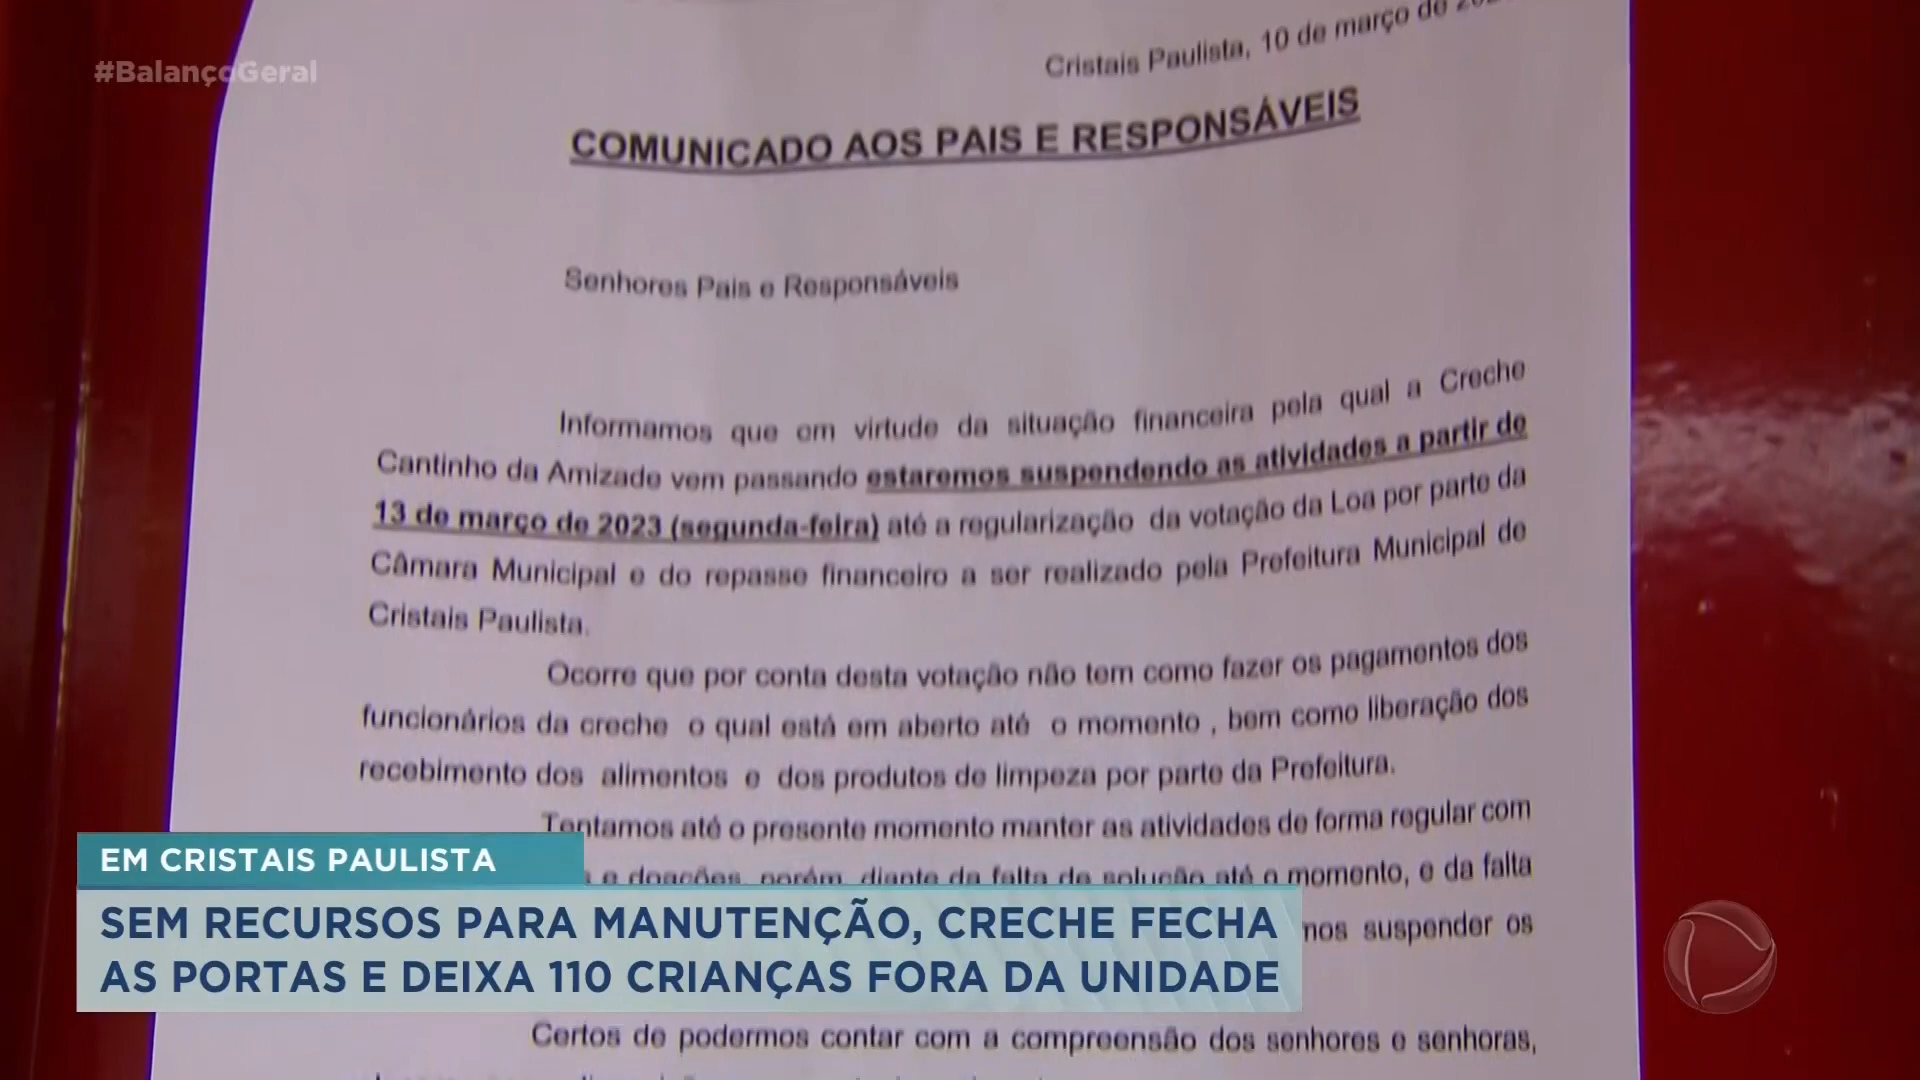 #BalançoGeral
Cristais Paulista, 10 de março de
COMUNICADO AOS PAIS E RESPONSÁVEIS
Senhores Pais e Responsáveis
Informamos que em virtude da situação financeira pela qual a Creche
Cantinho da Amizade vem passando estaremos suspendendo as atividades a partir de
13 de março de 2023 (segunda-feira) até a regularização da votação da Loa por parte da
Câmara Municipal e do repasse financeiro a ser realizado pela Prefeitura Municipal de
Cristais Paulista.
Ocorre que por conta desta votação não tem como fazer os pagamentos dos
funcionários da creche o qual está em aberto até o momento , bem como liberação dos
recebimento dos alimentos e dos produtos de limpeza por parte da Prefeitura.
Tentamos até o presente momento manter as atividades de forma regular com
e doações, porém, diante da falta de solução até o momento, e da falta
suspender os
Certos de podermos contar com a compreensão dos senhores e senhoras,
EM CRISTAIS PAULISTA
SEM RECURSOS PARA MANUTENÇÃO, CRECHE FECHA
AS PORTAS E DEIXA 110 CRIANÇAS FORA DA UNIDADE